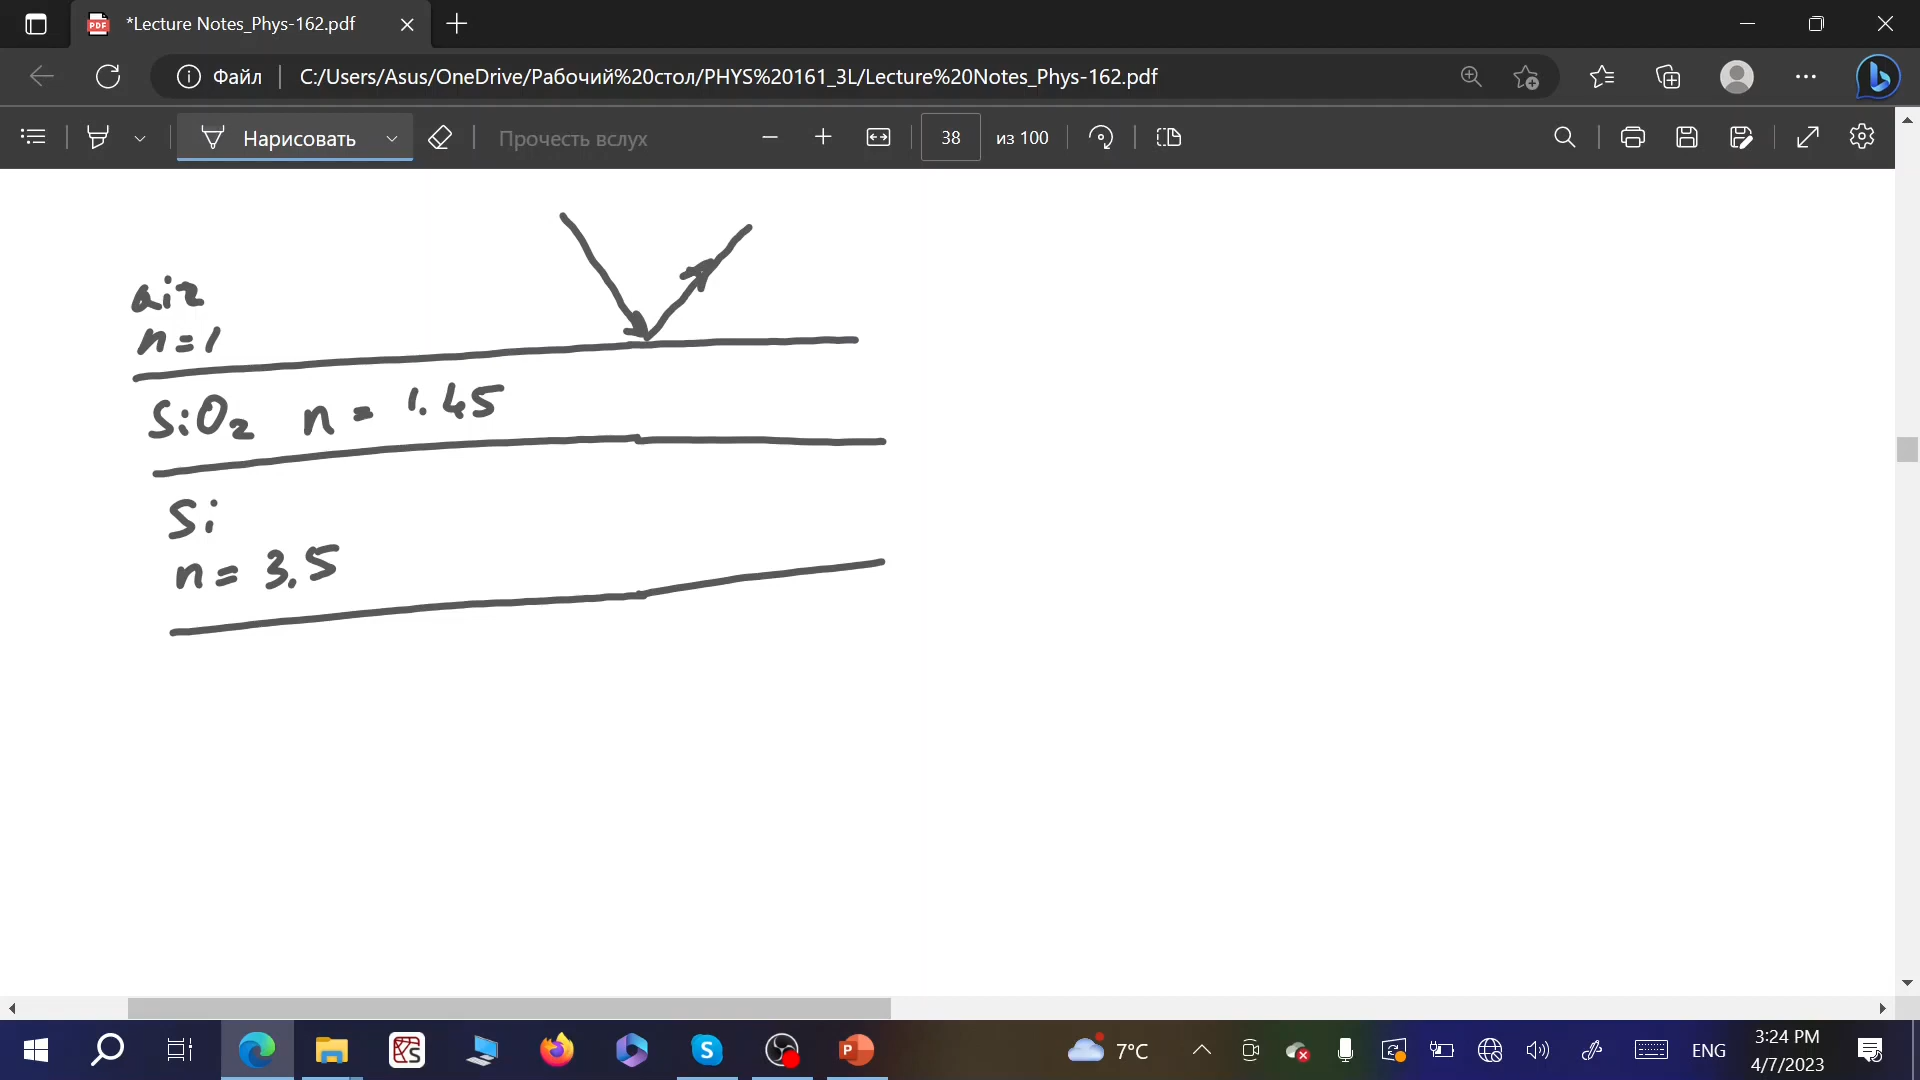 *Lecture Notes_Phys-162.pdf
Файл
C:/Users/Asus/OneDrive/Рабочий%20стол/PHYS%20161_3L/Lecture%20Notes_Phys-162.pdf
Нарисовать
Прочесть вслух
38
из 100
air
n=1
SiO2 n = 1.45
Si
n = 3.5
7°C
ENG
3:24 PM
4/7/2023